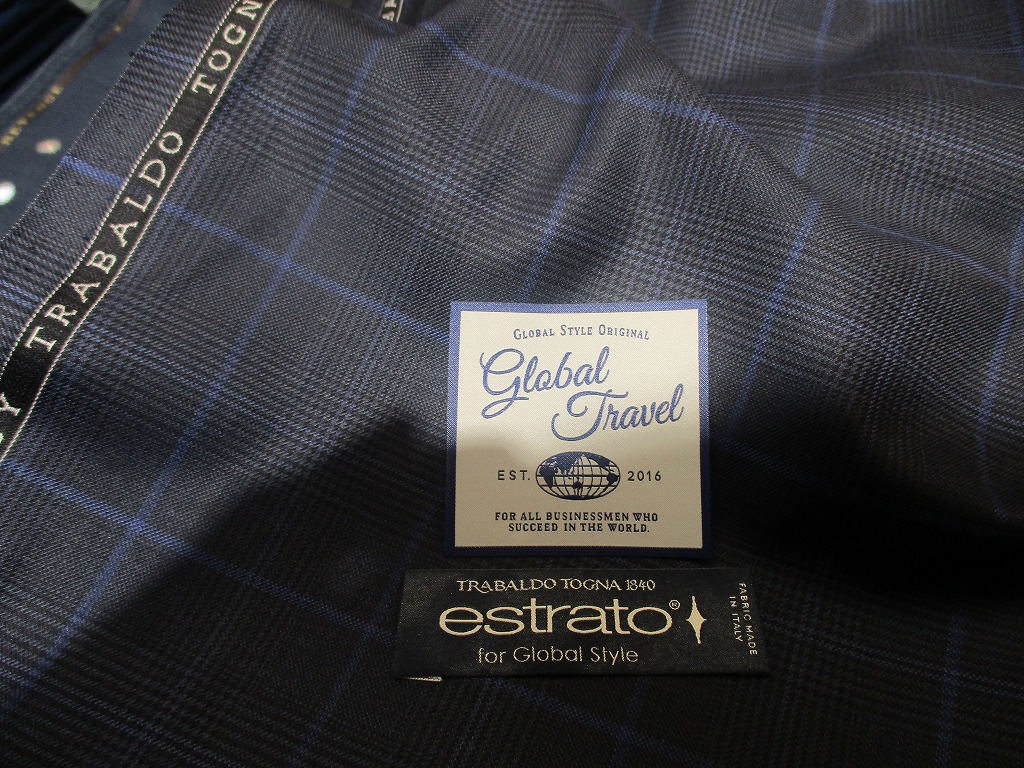 TRABALDO TOGN
REVENGE
GLOBAL STYLE ORIGINAL
Global
Travel
EST. 2016
FOR ALL BUSINESSMEN WHO
SUCCEED IN THE WORLD.
TRABALDO TOGNA 1840
estrato®
for Global Style
FABRIC MADE
IN ITALY